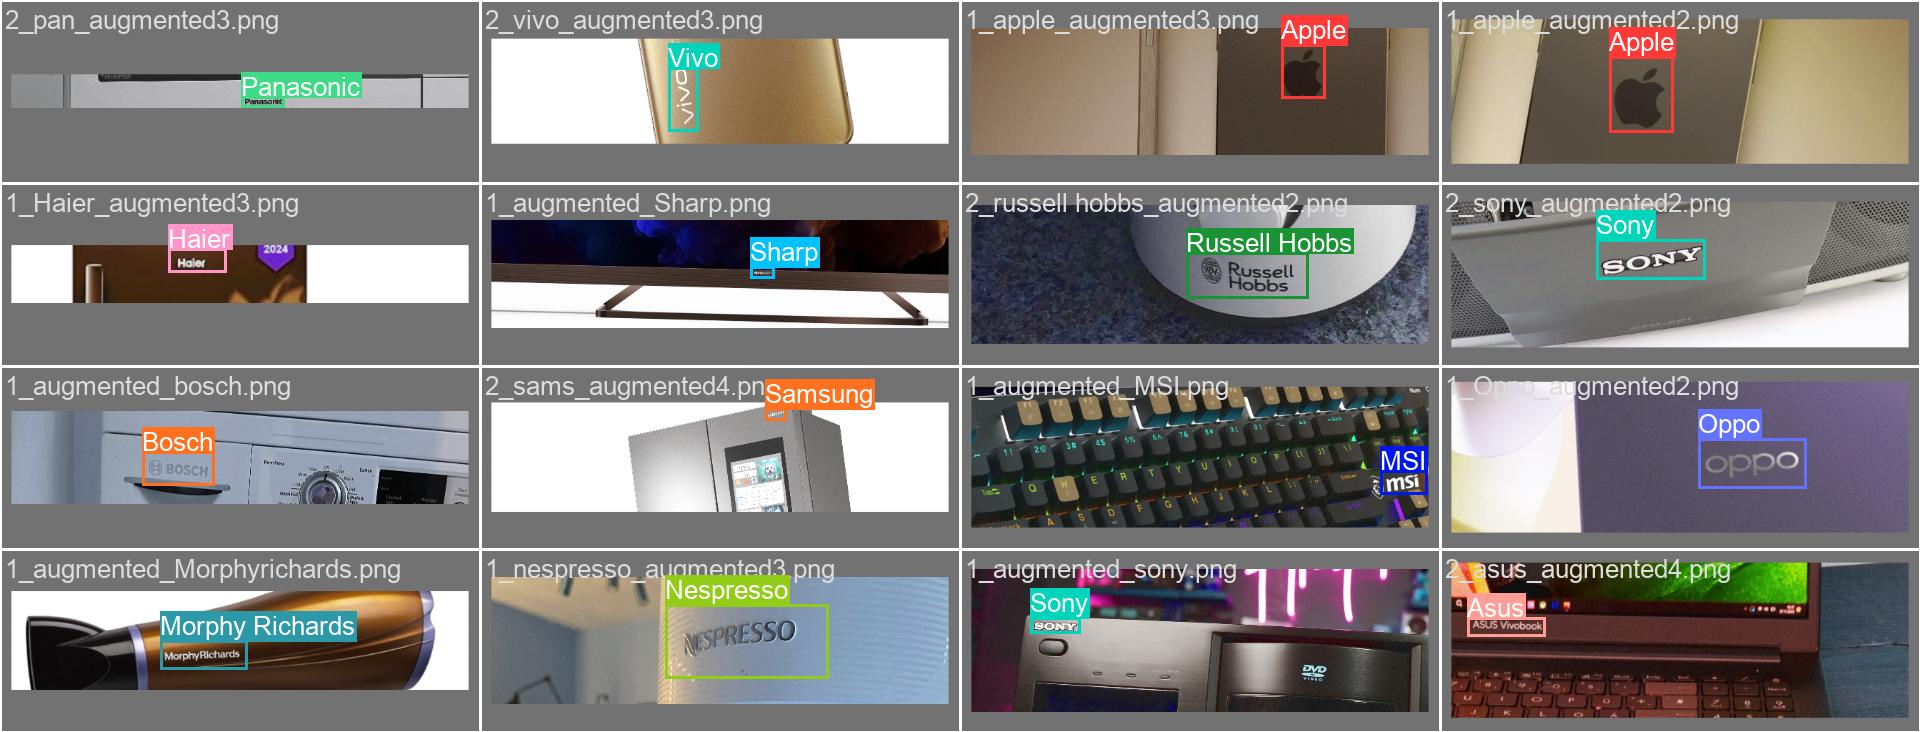 2_pan_augmented3.png
2_vivo_augmented3.png
1_apple_augmented3.png
1_apple_augmented2.png
INVERTER
Panasonic
Panasonic
Vivo
vivo
Apple
Apple
1_Haier_augmented3.png
1_augmented_Sharp.png
2_russell hobbs_augmented2.png
2_sony_augmented2.png
Haier
Haier
2024
Sharp
SHARP
Russell Hobbs
Russell
Hobbs
Sony
SONY
1_augmented_bosch.png
2_sams_augmented4.png
1_augmented_MSI.png
1_Oppo_augmented2.png
Bosch
BOSCH
Samsung
MSI
msi
Q W E R T Y U I O P
A S D F G H J K L
Oppo
oppo
1_augmented_Morphyrichards.png
1_nespresso_augmented3.png
1_augmented_sony.png
2_asus_augmented4.png
Morphy Richards
MorphyRichards
Nespresso
NESPRESSO
Sony
SONY
DVD
VIDEO
Asus
ASUS Vivobook